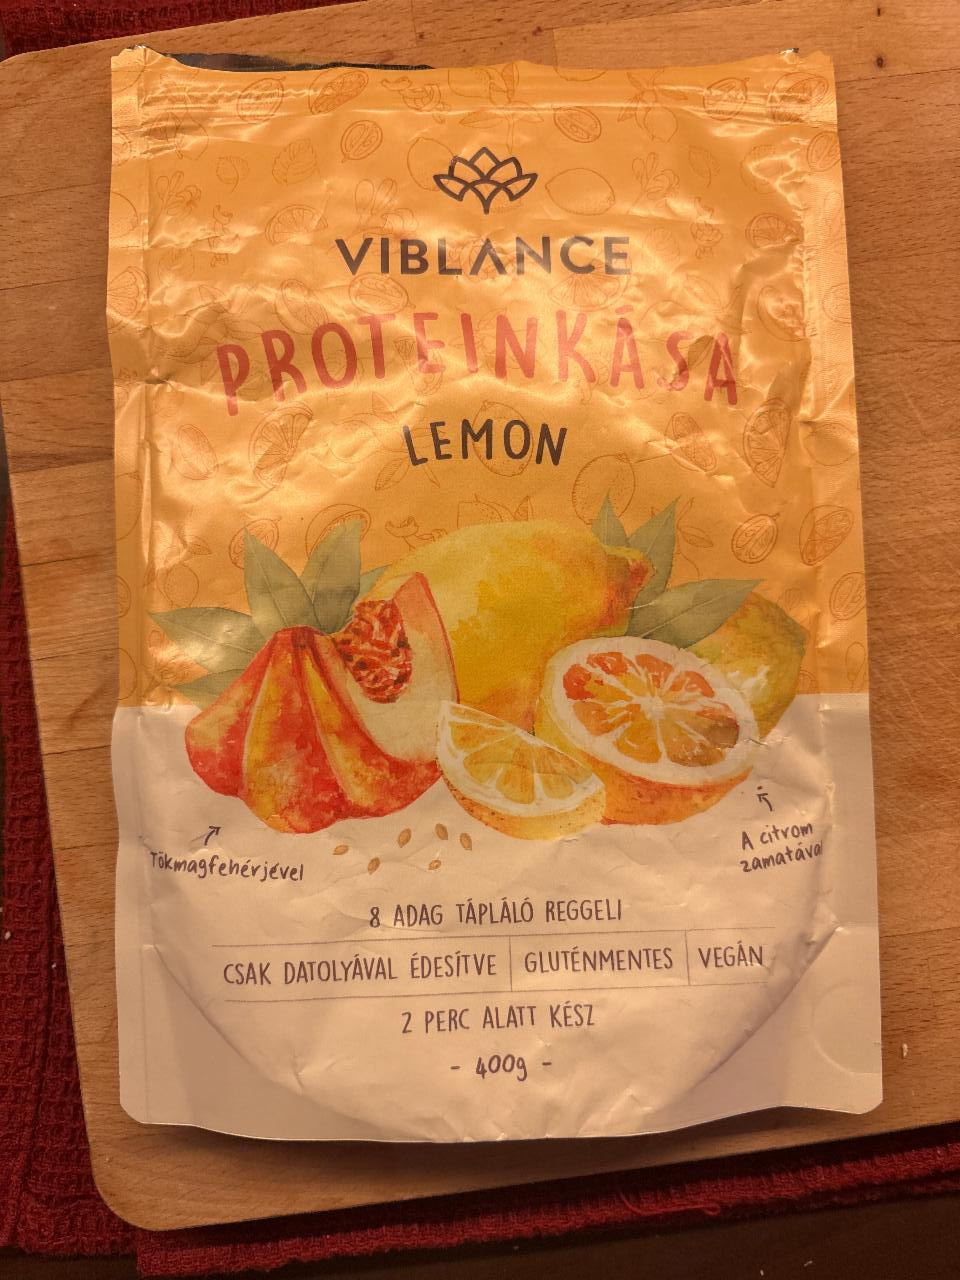 VIBLANCE
PROTEINKÁSA
LEMON
Tökmagfehérjével
A citrom
zamatával
8 ADAG TÁPLÁLÓ REGGELI
CSAK DATOLYÁVAL ÉDESÍTVE GLUTÉNMENTES VEGÁN
2 PERC ALATT KÉSZ
- 400g -